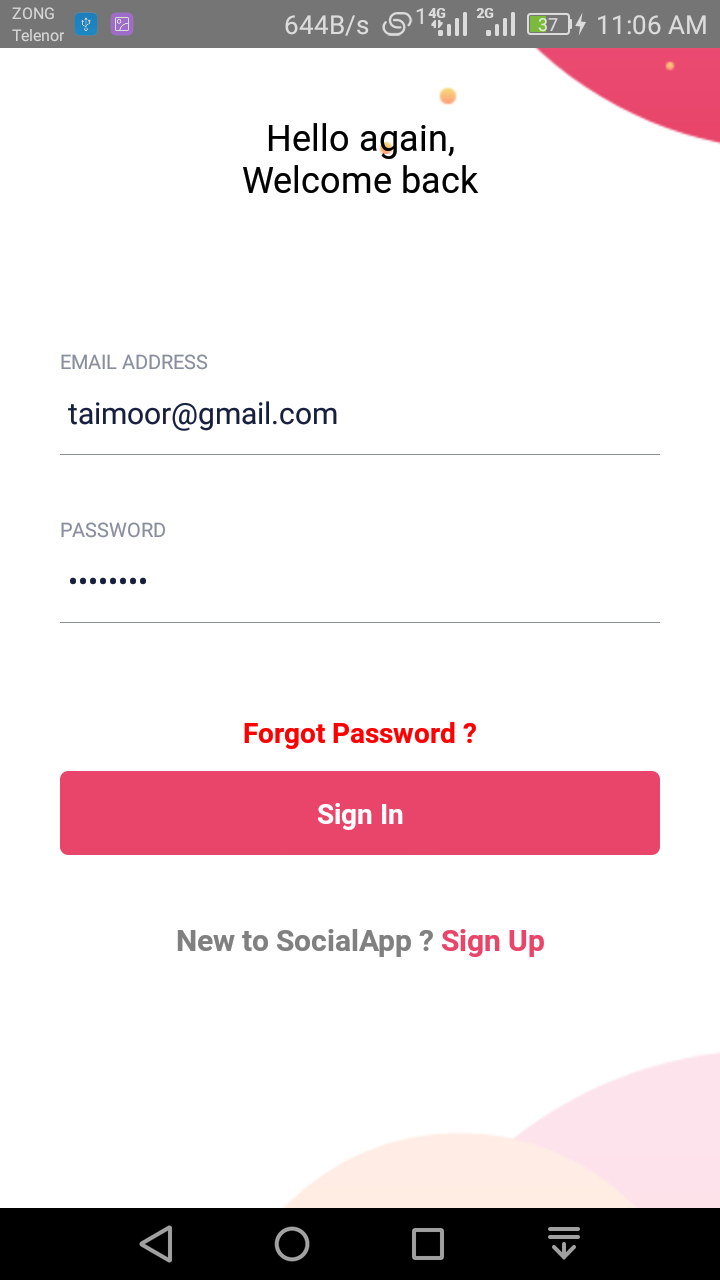 ZONG
Telenor
644B/s 1 4G 2G 37 11:06 AM
Hello again,
Welcome back
EMAIL ADDRESS
taimoor@gmail.com
PASSWORD
••••••••
Forgot Password ?
Sign In
New to SocialApp ? Sign Up